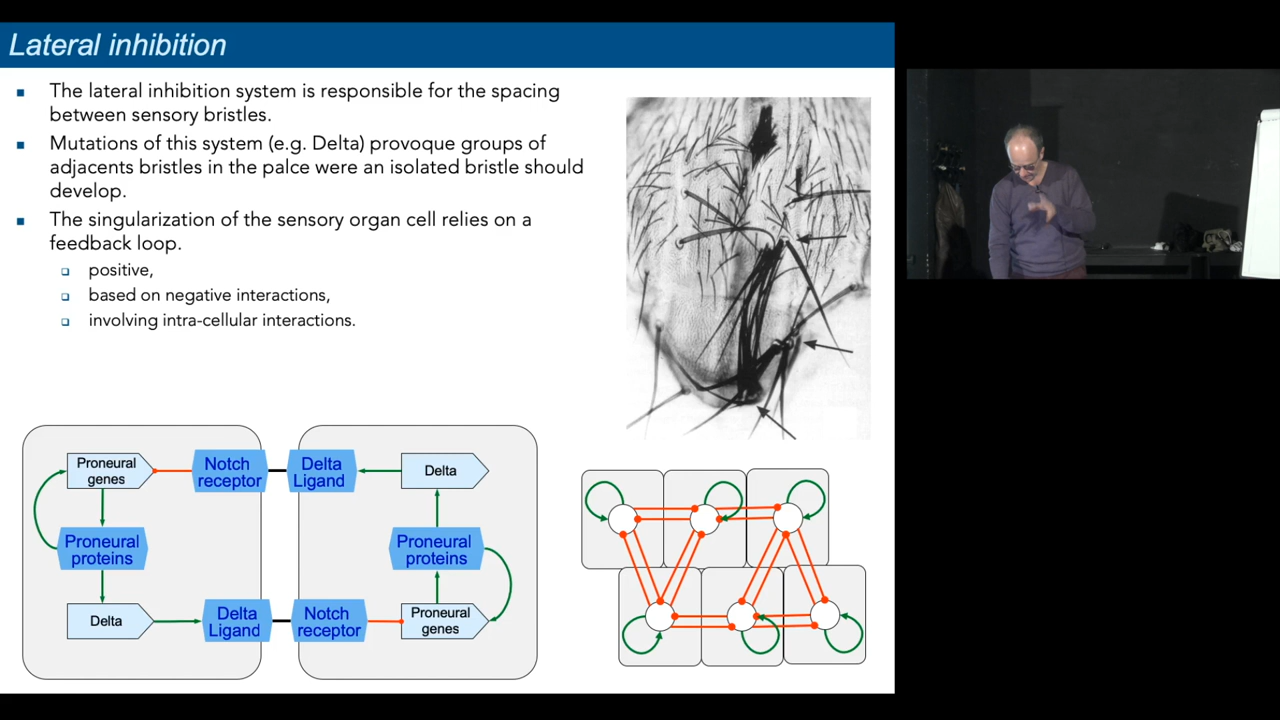 Lateral inhibition
The lateral inhibition system is responsible for the spacing
between sensory bristles.
Mutations of this system (e.g. Delta) provoque groups of
adjacents bristles in the palce were an isolated bristle should
develop.
The singularization of the sensory organ cell relies on a
feedback loop.
positive,
based on negative interactions,
involving intra-cellular interactions.
Proneural
genes
Notch
receptor
Delta
Ligand
Delta
Proneural
proteins
Proneural
proteins
Delta
Delta
Ligand
Notch
receptor
Proneural
genes